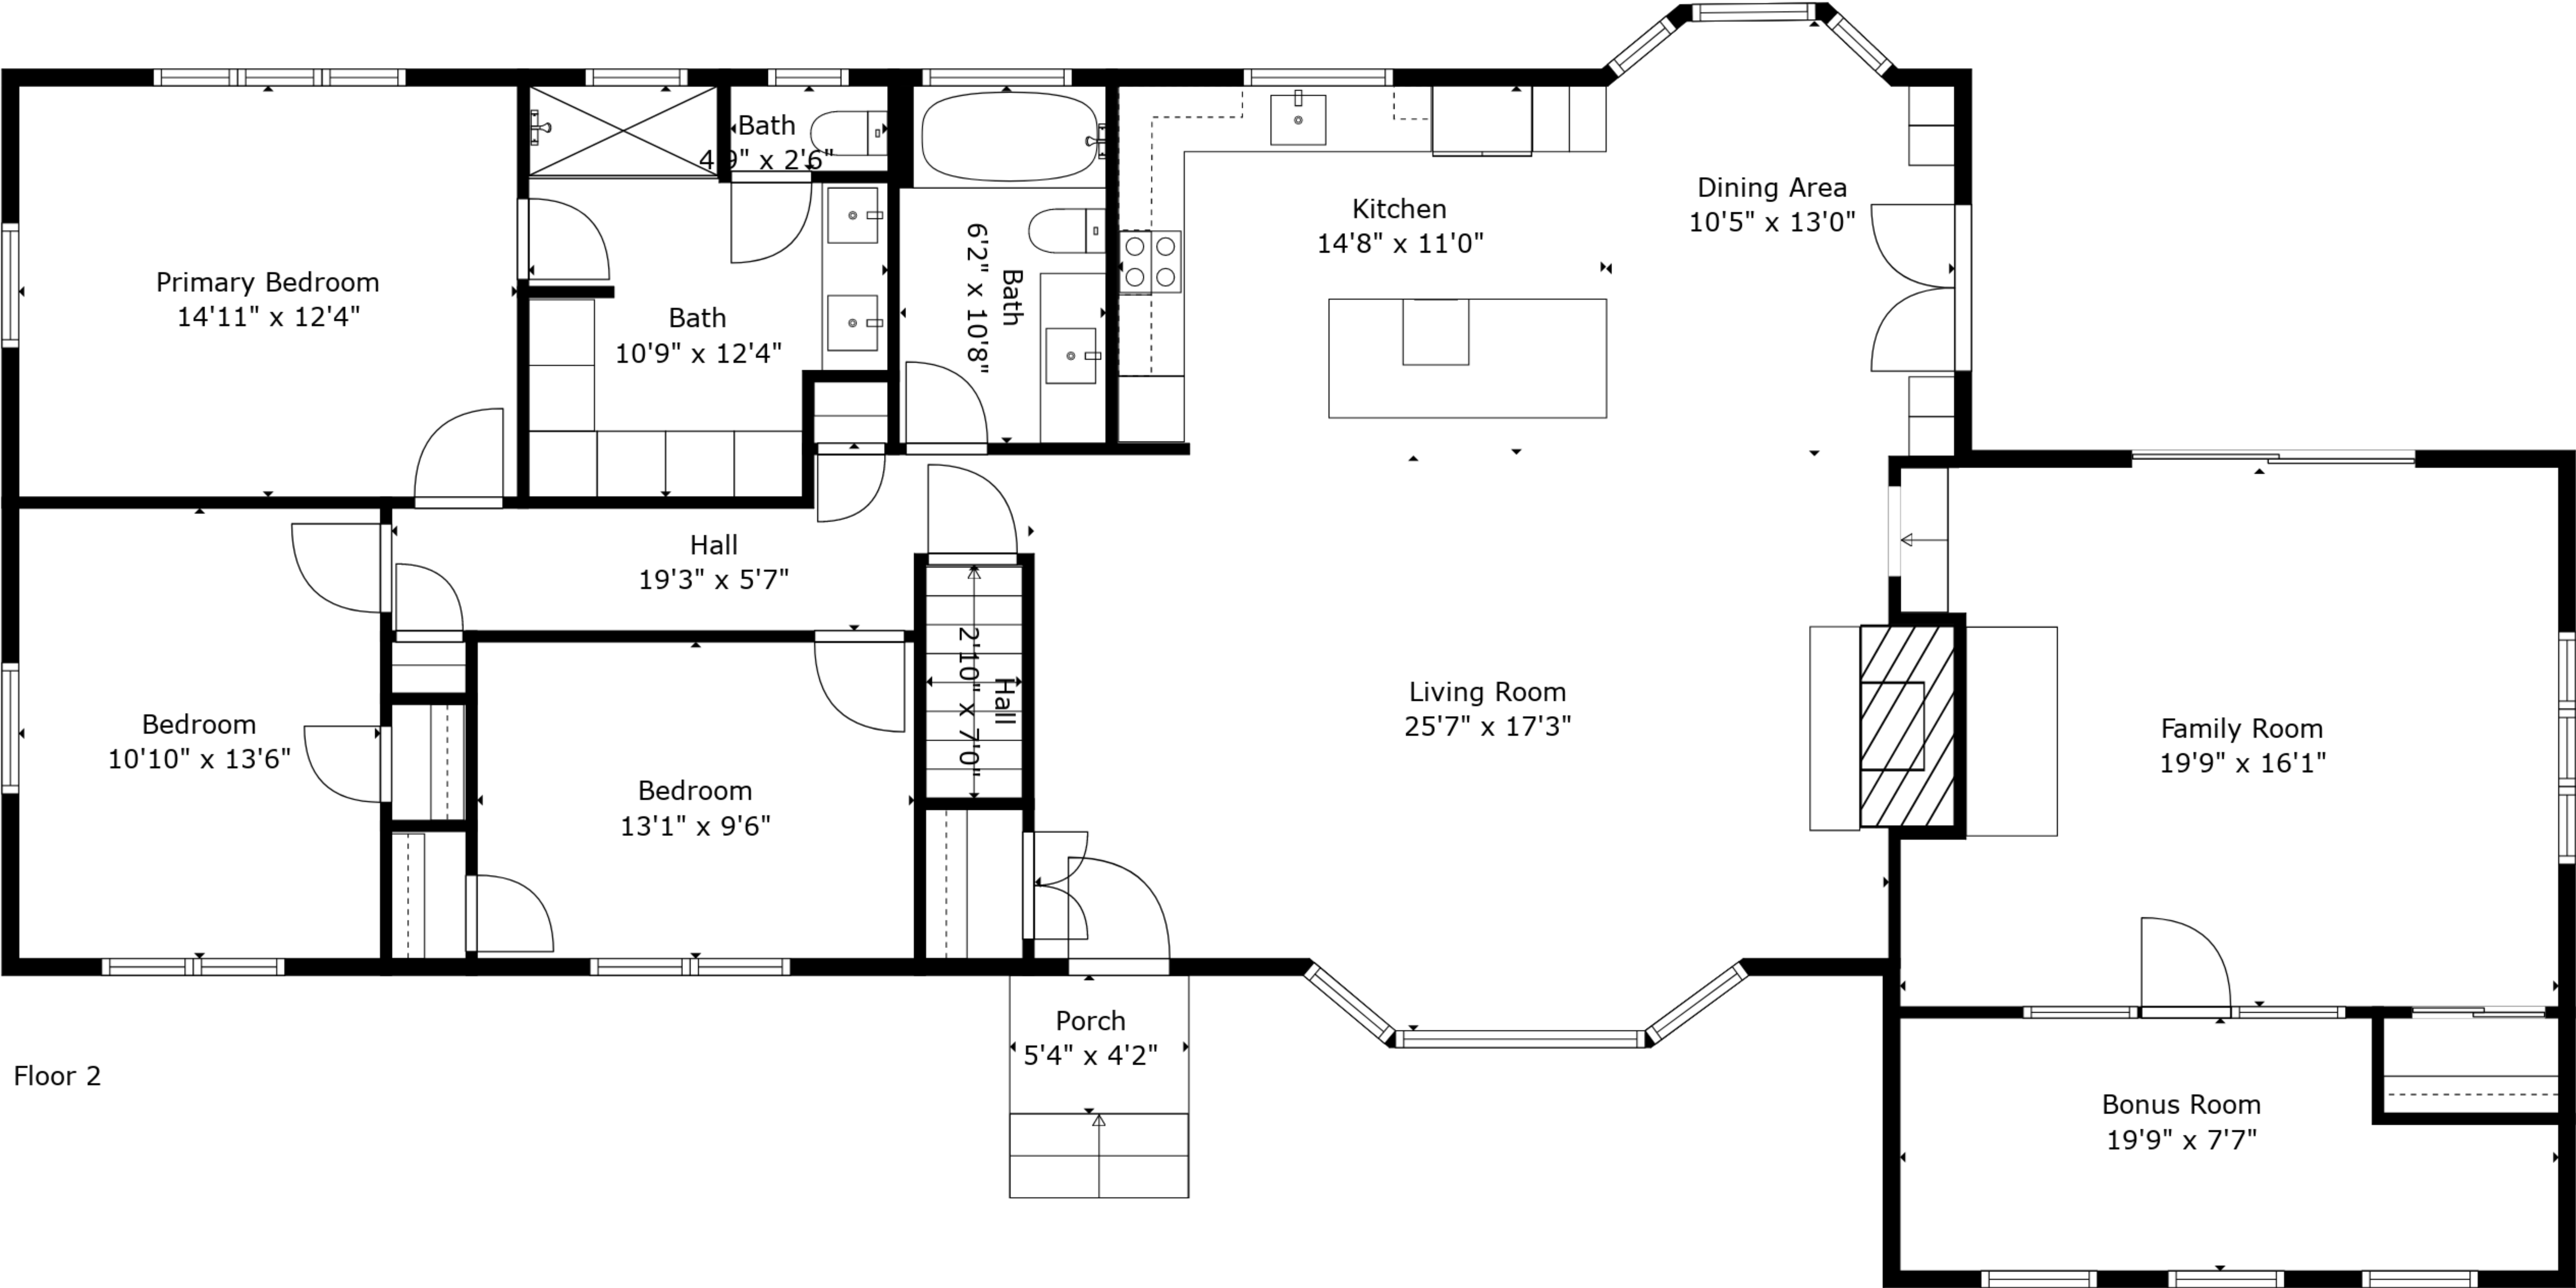 Bath
4'9" x 2'6"
Dining Area
10'5" x 13'0"
Kitchen
14'8" x 11'0"
Primary Bedroom
14'11" x 12'4"
Bath
10'9" x 12'4"
Bath
6'2" x 10'8"
Hall
19'3" x 5'7"
Hall
2'10" x 7'0"
Living Room
25'7" x 17'3"
Bedroom
10'10" x 13'6"
Family Room
19'9" x 16'1"
Bedroom
13'1" x 9'6"
Porch
5'4" x 4'2"
Floor 2
Bonus Room
19'9" x 7'7"